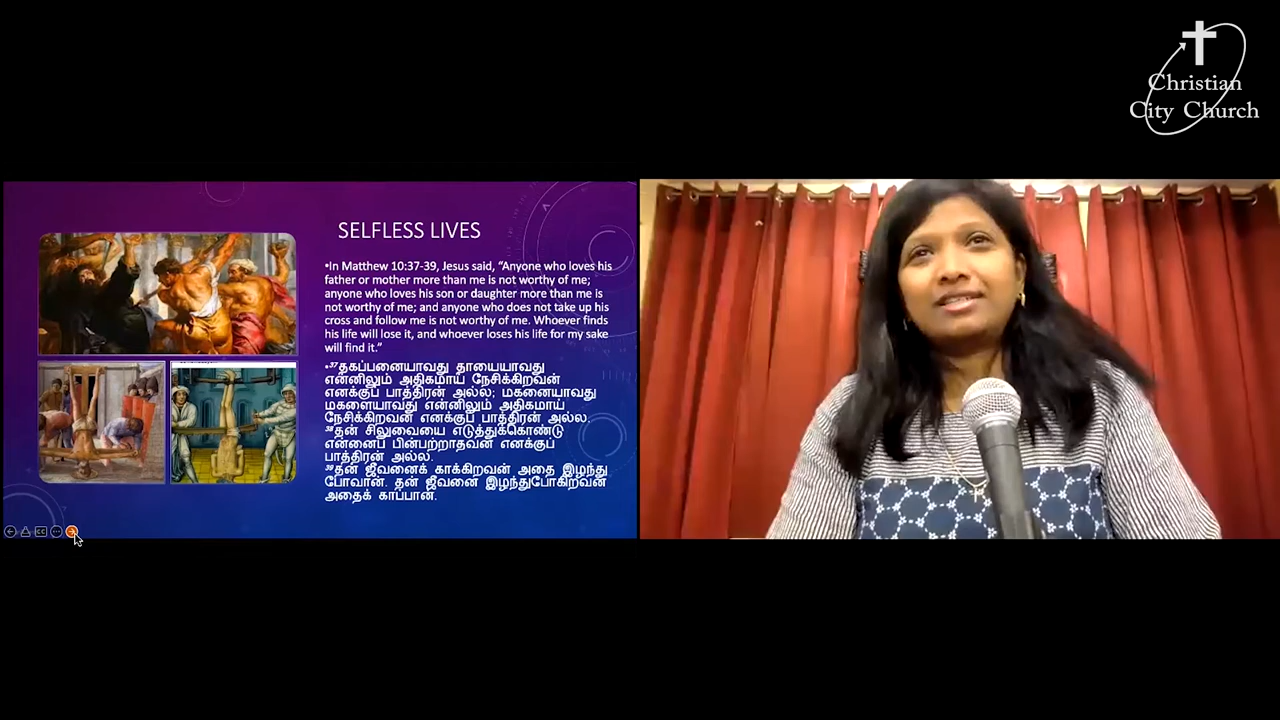 Christian
City Church
SELFLESS LIVES
•In Matthew 10:37-39, Jesus said, “Anyone who loves his
father or mother more than me is not worthy of me;
anyone who loves his son or daughter more than me is
not worthy of me; and anyone who does not take up his
cross and follow me is not worthy of me. Whoever finds
his life will lose it, and whoever loses his life for my sake
will find it.”
•³⁷தகப்பனையாவது தாயையாவது
என்னிலும் அதிகமாய் நேசிக்கிறவன்
எனக்குப் பாத்திரன் அல்ல; மகனையாவது
மகளையாவது என்னிலும் அதிகமாய்
நேசிக்கிறவன் எனக்குப் பாத்திரன் அல்ல.
³⁸தன் சிலுவையை எடுத்துக்கொண்டு
என்னைப் பின்பற்றாதவன் எனக்குப்
பாத்திரன் அல்ல.
³⁹தன் ஜீவனைக் காக்கிறவன் அதை இழந்து
போவான். தன் ஜீவனை இழந்துபோகிறவன்
அதைக் காப்பான்.
CC